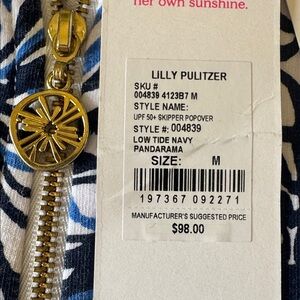 her own sunshine.
LILLY PULITZER
SKU #
004839 4123B7 M
STYLE NAME:
UPF 50+ SKIPPER POPOVER
STYLE #: 004839
LOW TIDE NAVY
PANDARAMA
SIZE: M
197367 092271
MANUFACTURER'S SUGGESTED PRICE
$98.00